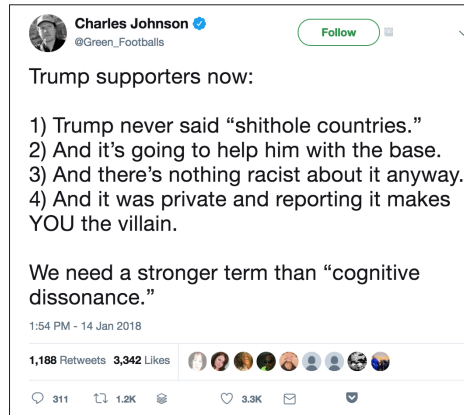 Charles Johnson
@Green_Footballs
Follow
Trump supporters now:
1) Trump never said “shithole countries.”
2) And it’s going to help him with the base.
3) And there’s nothing racist about it anyway.
4) And it was private and reporting it makes
YOU the villain.
We need a stronger term than “cognitive
dissonance.”
1:54 PM - 14 Jan 2018
1,188 Retweets 3,342 Likes
311 1.2K 3.3K